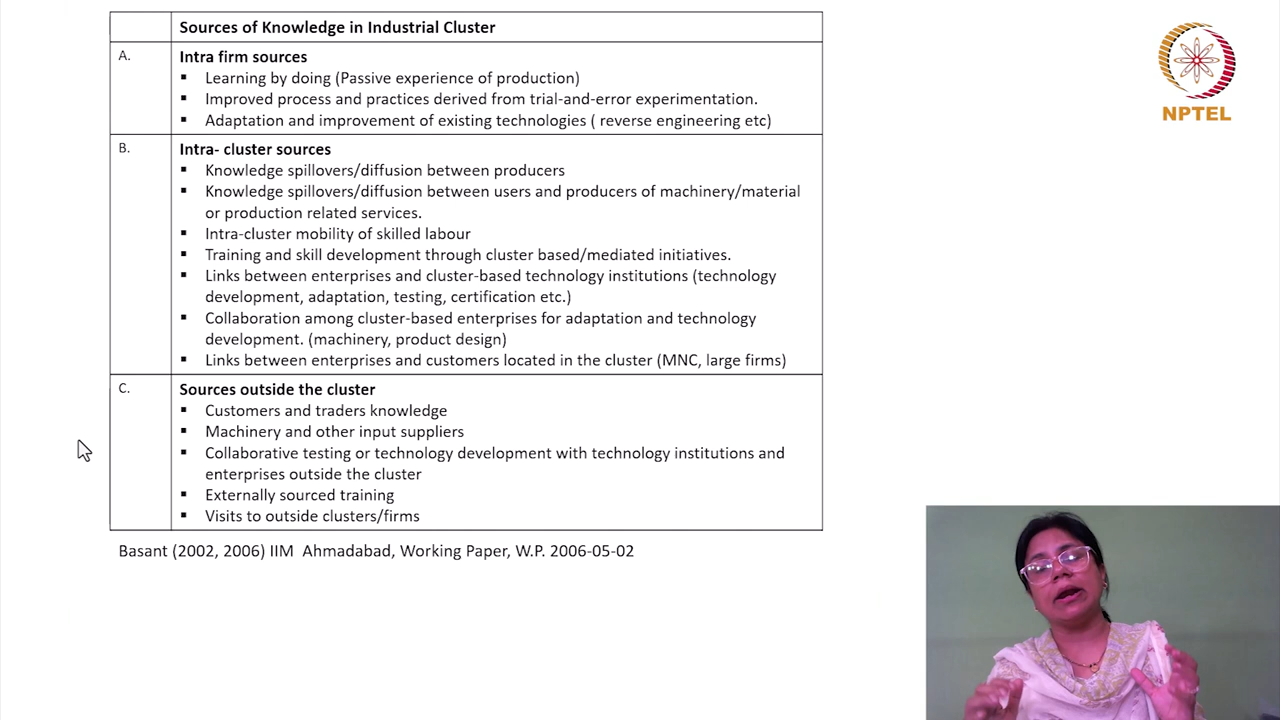 Sources of Knowledge in Industrial Cluster
A.
Intra firm sources
▪ Learning by doing (Passive experience of production)
▪ Improved process and practices derived from trial-and-error experimentation.
▪ Adaptation and improvement of existing technologies ( reverse engineering etc)
B.
Intra- cluster sources
▪ Knowledge spillovers/diffusion between producers
▪ Knowledge spillovers/diffusion between users and producers of machinery/material
or production related services.
▪ Intra-cluster mobility of skilled labour
▪ Training and skill development through cluster based/mediated initiatives.
▪ Links between enterprises and cluster-based technology institutions (technology
development, adaptation, testing, certification etc.)
▪ Collaboration among cluster-based enterprises for adaptation and technology
development. (machinery, product design)
▪ Links between enterprises and customers located in the cluster (MNC, large firms)
C.
Sources outside the cluster
▪ Customers and traders knowledge
▪ Machinery and other input suppliers
▪ Collaborative testing or technology development with technology institutions and
enterprises outside the cluster
▪ Externally sourced training
▪ Visits to outside clusters/firms
Basant (2002, 2006) IIM Ahmadabad, Working Paper, W.P. 2006-05-02
NPTEL